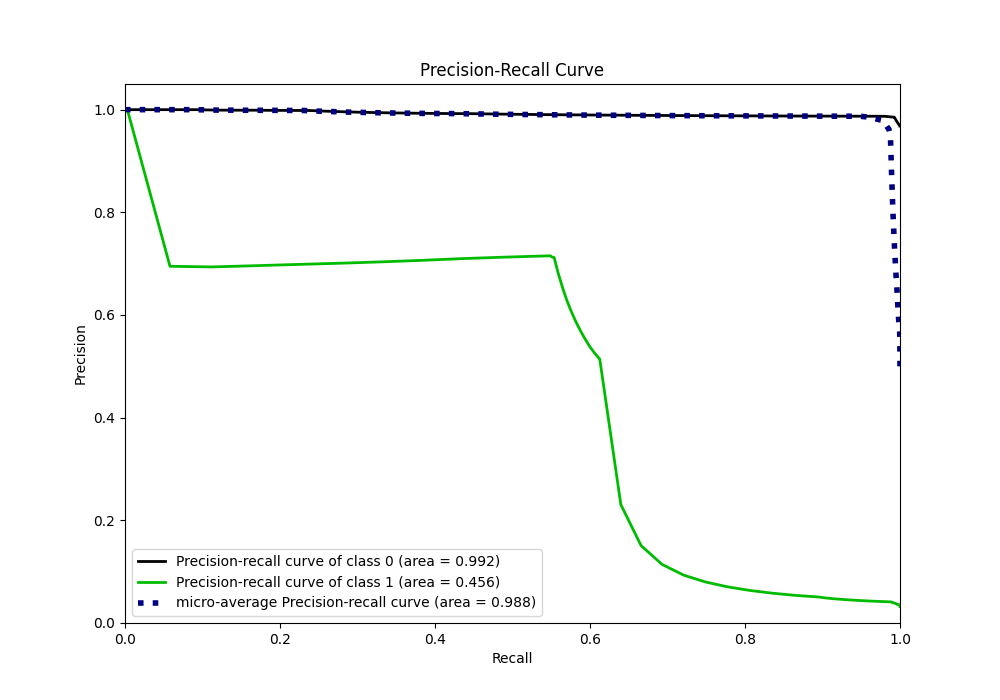 Precision-Recall Curve
1.0
0.8
0.6
0.4
0.2
0.0
Precision
Precision-recall curve of class 0 (area = 0.992)
Precision-recall curve of class 1 (area = 0.456)
micro-average Precision-recall curve (area = 0.988)
0.0 0.2 0.4 0.6 0.8 1.0
Recall